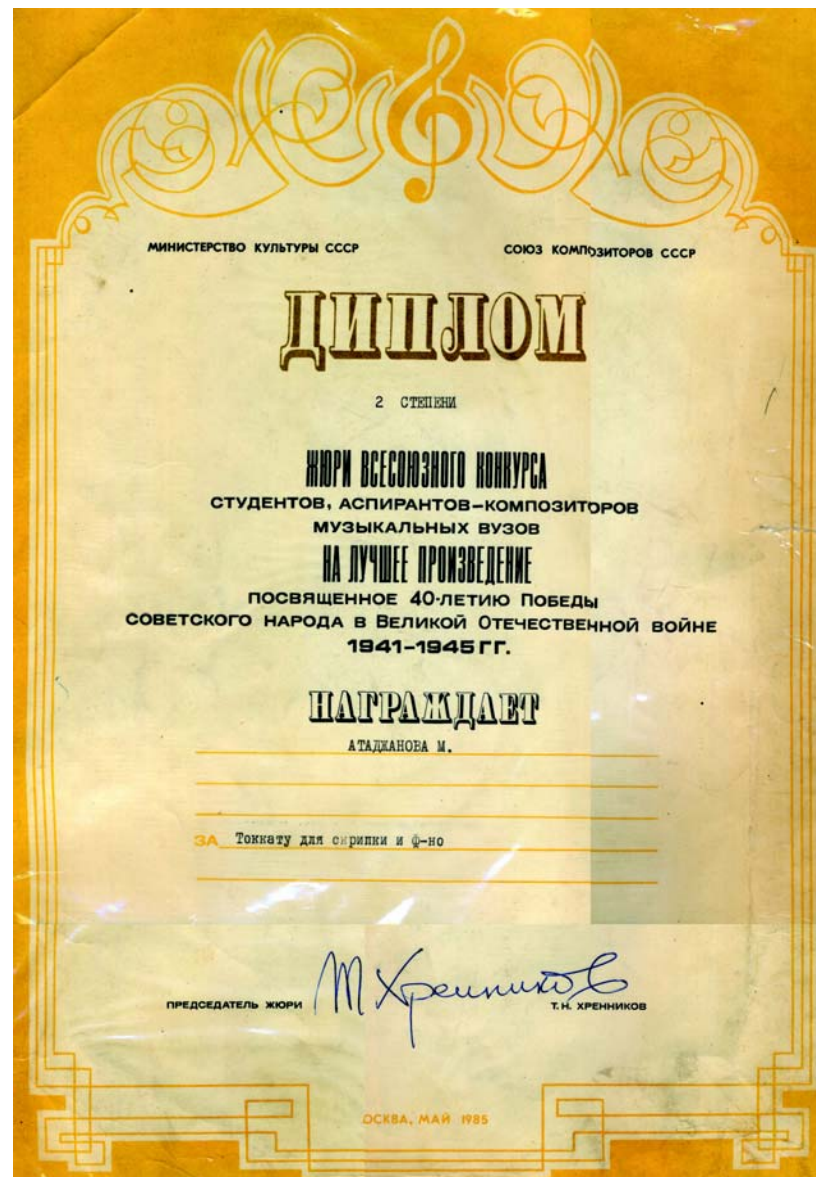 МИНИСТЕРСТВО КУЛЬТУРЫ СССР
СОЮЗ КОМПОЗИТОРОВ СССР
ДИПЛОМ
2 СТЕПЕНИ
ЖЮРИ ВСЕСОЮЗНОГО КОНКУРСА
СТУДЕНТОВ, АСПИРАНТОВ-КОМПОЗИТОРОВ
МУЗЫКАЛЬНЫХ ВУЗОВ
НА ЛУЧШЕЕ ПРОИЗВЕДЕНИЕ
ПОСВЯЩЕННОЕ 40-ЛЕТИЮ ПОБЕДЫ
СОВЕТСКОГО НАРОДА В ВЕЛИКОЙ ОТЕЧЕСТВЕННОЙ ВОЙНЕ
1941-1945 ГГ.
НАГРАЖДАЕТ
АТАДЖАНОВА М.
ЗА Токкату для скрипки и ф-но
ПРЕДСЕДАТЕЛЬ ЖЮРИ Т Хренников
Т. Н. ХРЕННИКОВ
ОСКВА, МАЙ 1985